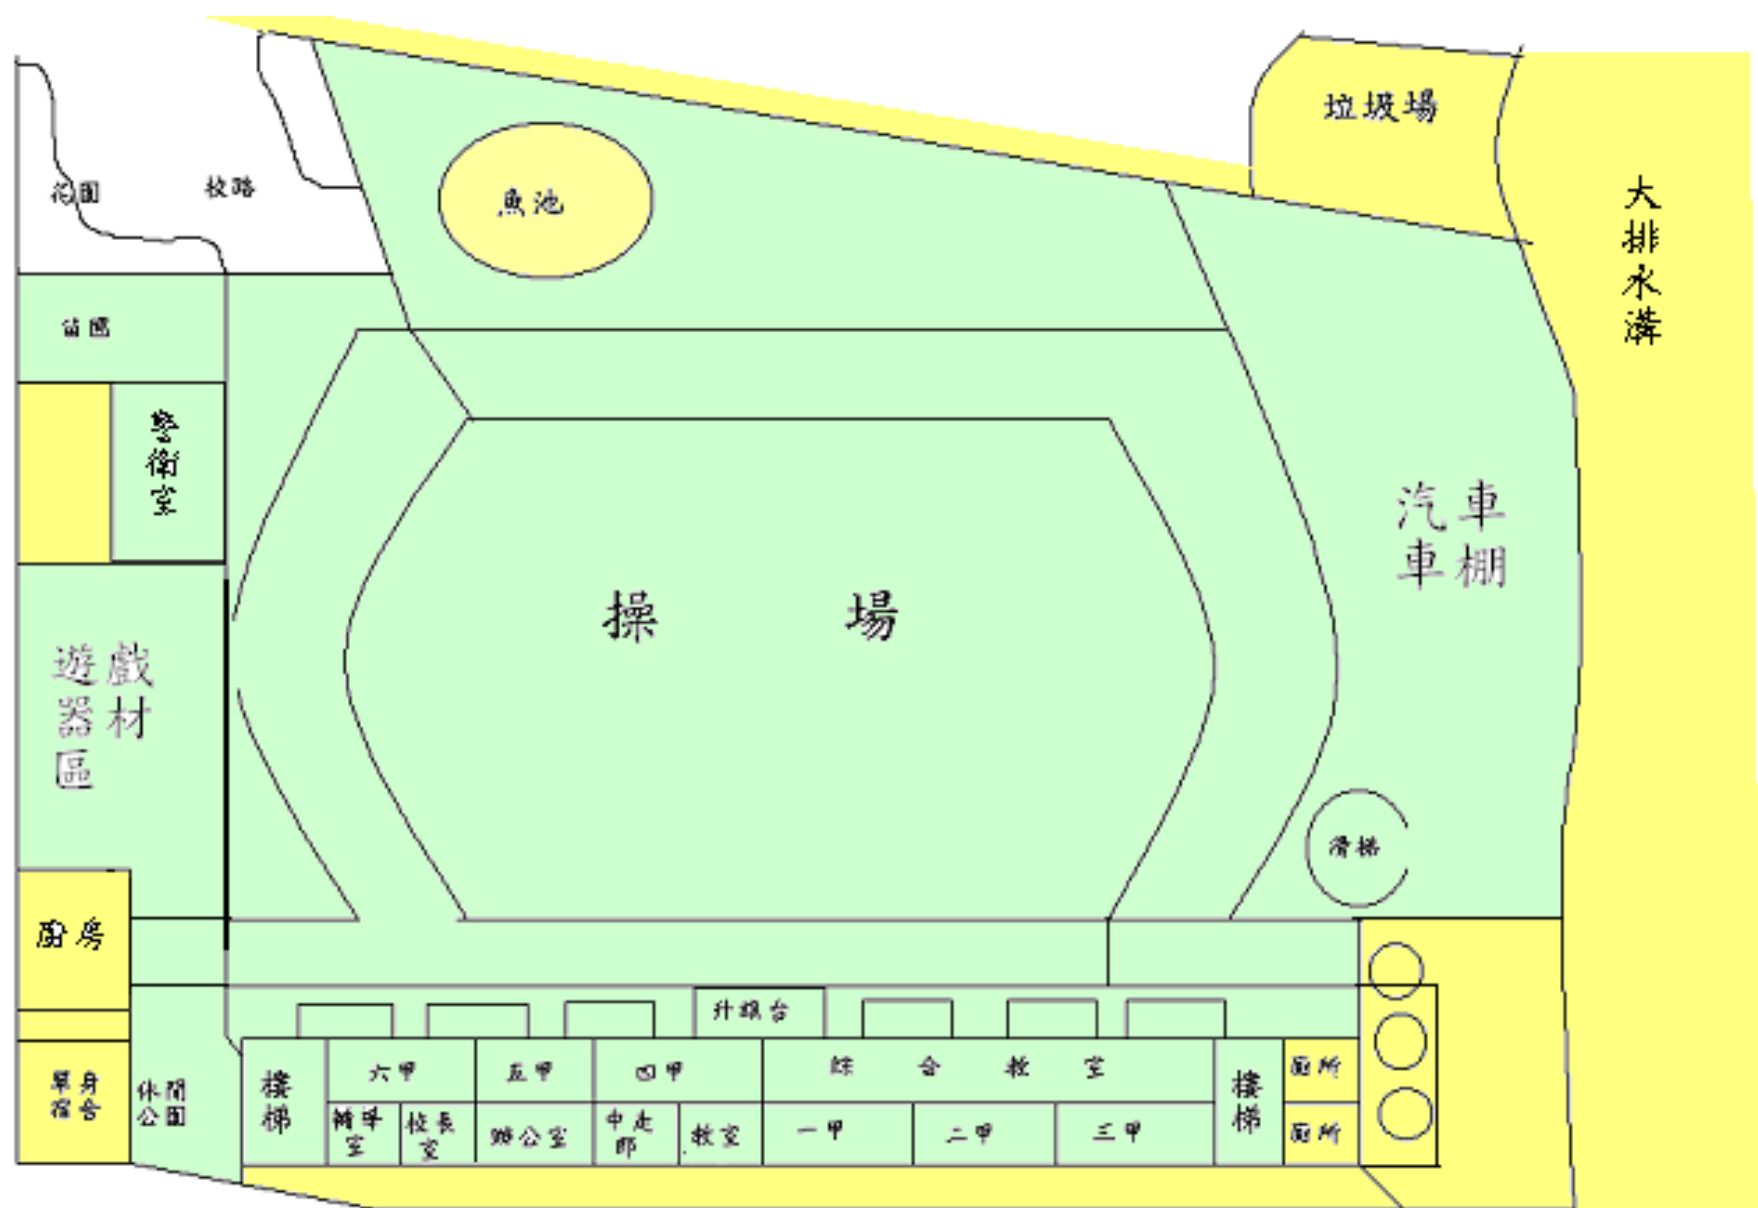 垃圾場
大排水溝
花園
校路
魚池
苗圃
警衛室
汽車
車棚
操場
遊戲
器材
區
滑梯
廚房
升旗台
單身
宿舍
休閒
公園
樓梯
六甲
五甲
四甲
綜合教室
樓梯
廁所
輔導
室
校長
室
辦公室
中走
廊
教室
一甲
二甲
三甲
廁所